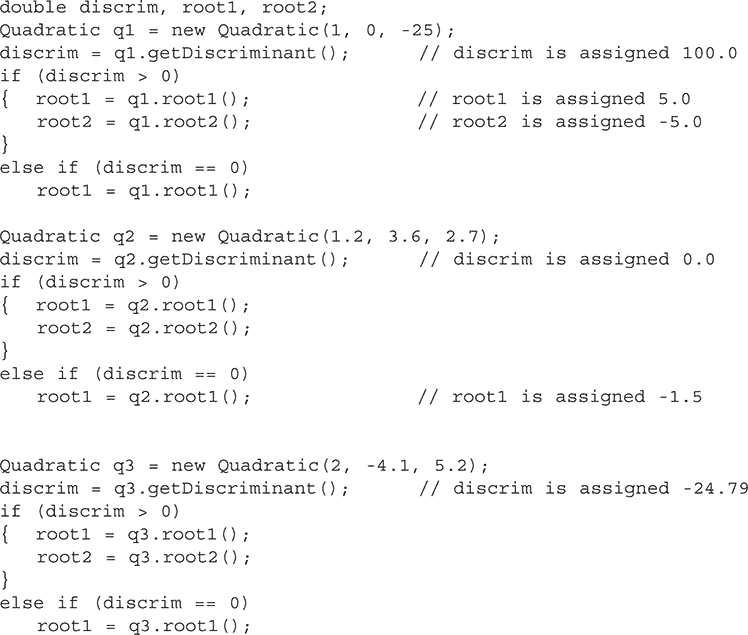 double discrim, root1, root2;
Quadratic q1 = new Quadratic(1, 0, -25);
discrim = q1.getDiscriminant();      // discrim is assigned 100.0
if (discrim > 0)
{  root1 = q1.root1();               // root1 is assigned 5.0
   root2 = q1.root2();               // root2 is assigned -5.0
}
else if (discrim == 0)
   root1 = q1.root1();
Quadratic q2 = new Quadratic(1.2, 3.6, 2.7);
discrim = q2.getDiscriminant();      // discrim is assigned 0.0
if (discrim > 0)
{  root1 = q2.root1();
   root2 = q2.root2();
}
else if (discrim == 0)
   root1 = q2.root1();               // root1 is assigned -1.5
Quadratic q3 = new Quadratic(2, -4.1, 5.2);
discrim = q3.getDiscriminant();      // discrim is assigned -24.79
if (discrim > 0)
{  root1 = q3.root1();
   root2 = q3.root2();
}
else if (discrim == 0)
   root1 = q3.root1();